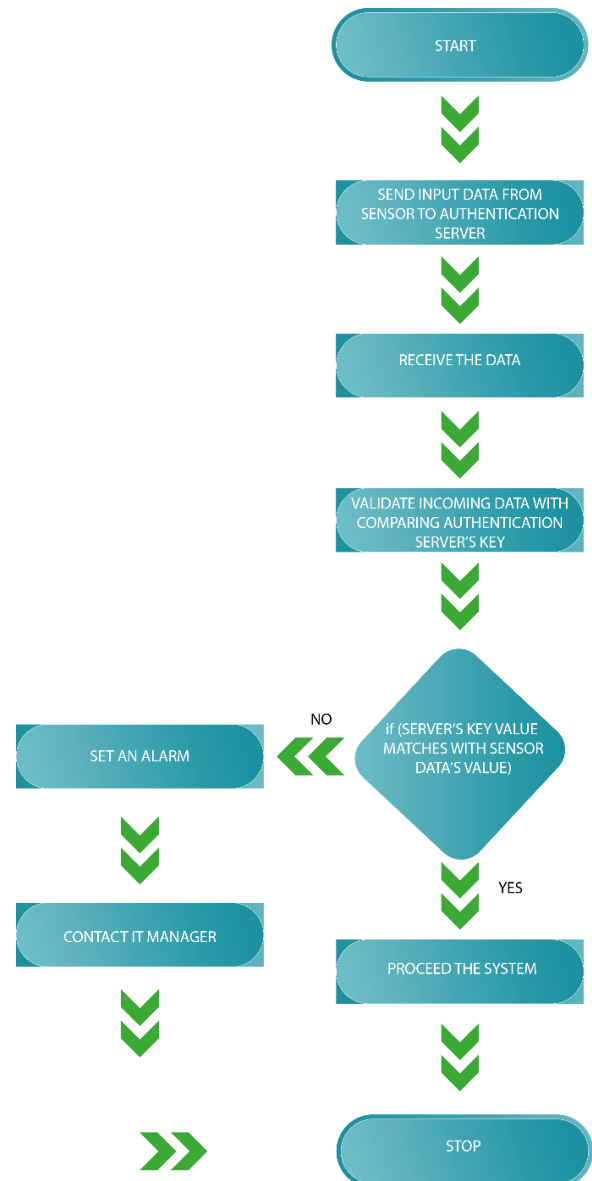 START
SEND INPUT DATA FROM
SENSOR TO AUTHENTICATION
SERVER
RECEIVE THE DATA
VALIDATE INCOMING DATA WITH
COMPARING AUTHENTICATION
SERVER'S KEY
if (SERVER'S KEY VALUE
MATCHES WITH SENSOR
DATA'S VALUE)
NO
SET AN ALARM
CONTACT IT MANAGER
YES
PROCEED THE SYSTEM
STOP